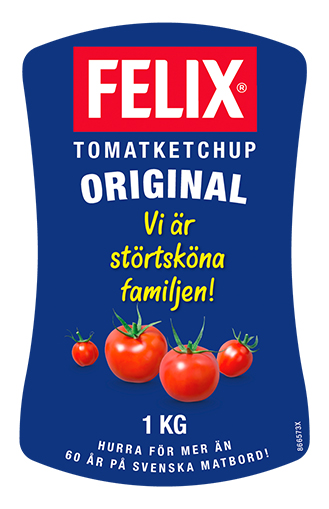 FELIX®
TOMATKETCHUP
ORIGINAL
Vi är
störtsköna
familjen!
1 KG
HURRA FÖR MER ÄN
60 ÅR PÅ SVENSKA MATBORD!
866573X